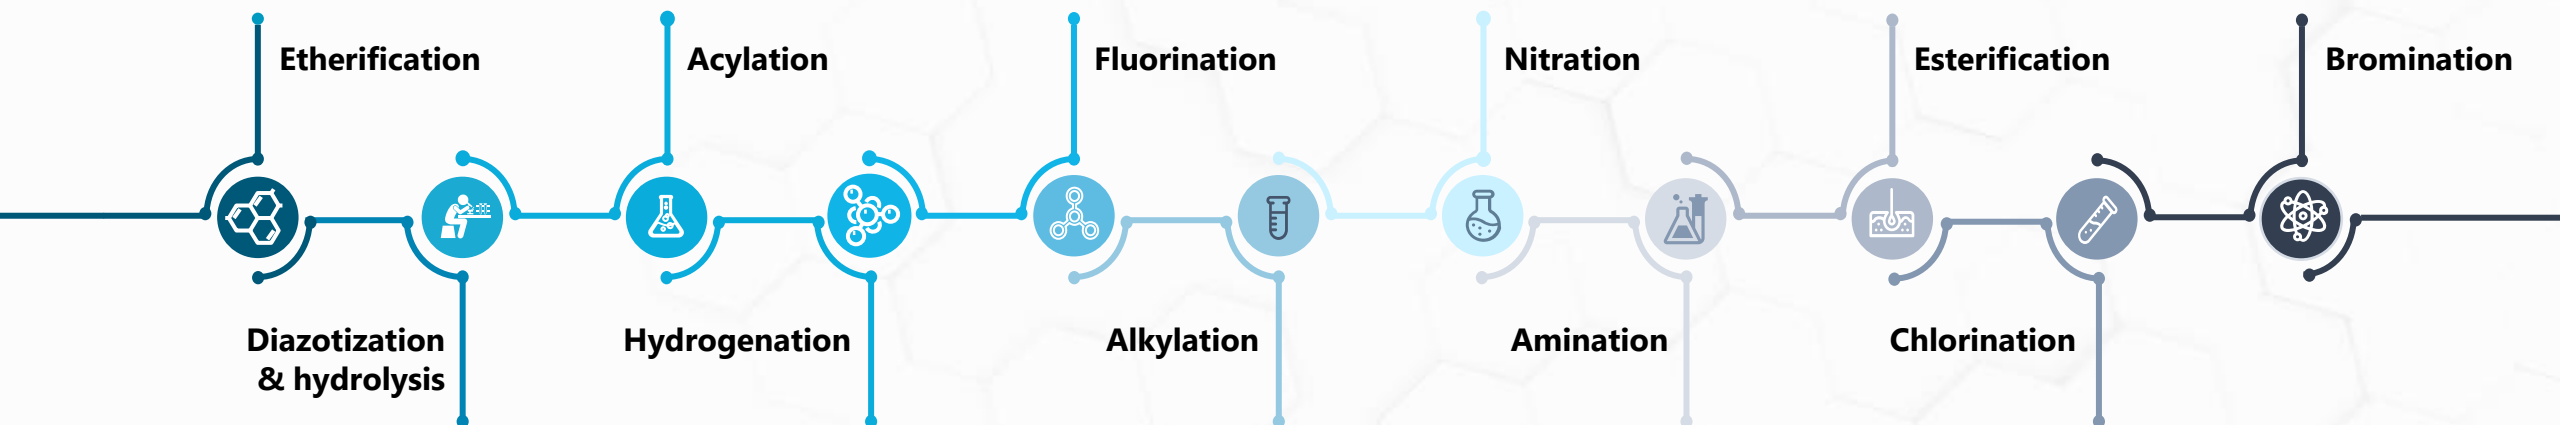 Etherification
Acylation
Fluorination
Nitration
Esterification
Bromination
Diazotization
& hydrolysis
Hydrogenation
Alkylation
Amination
Chlorination